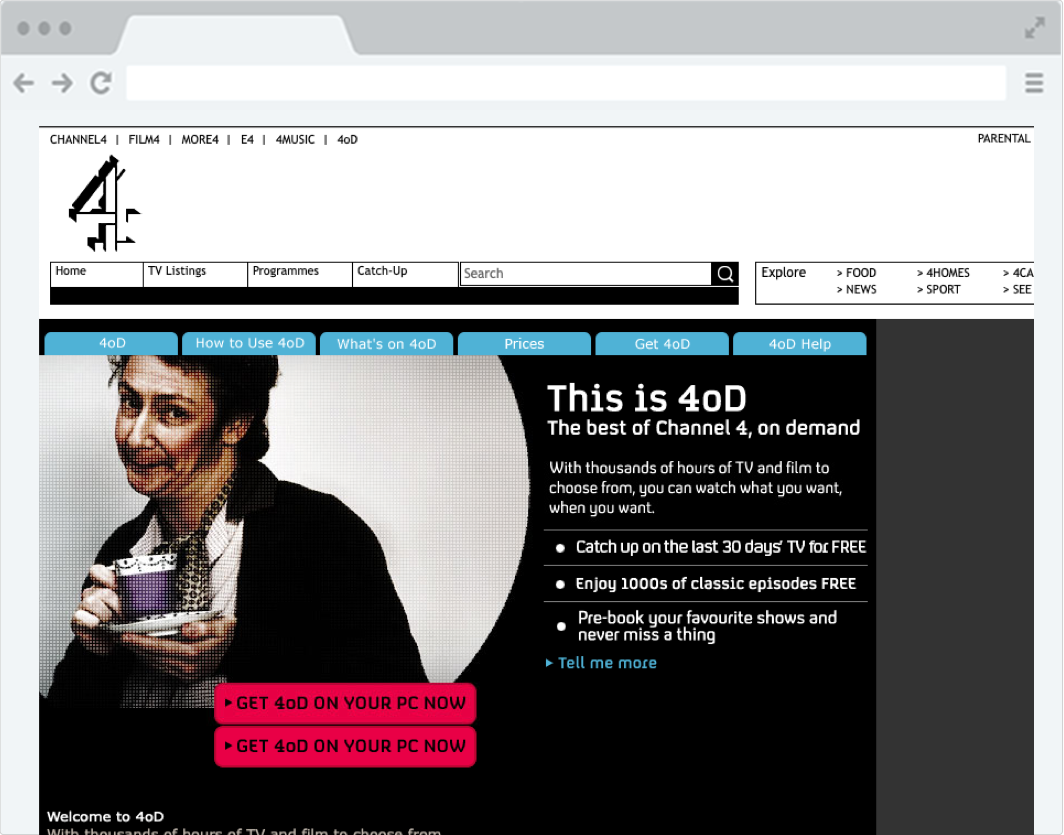 CHANNEL4 | FILM4 | MORE4 | E4 | 4MUSIC | 4oD
PARENTAL
4
Home
TV Listings
Programmes
Catch-Up
Search
Explore
> FOOD
> 4HOMES
> 4CA
> NEWS
> SPORT
> SEE
4oD
How to Use 4oD
What's on 4oD
Prices
Get 4oD
4oD Help
This is 4oD
The best of Channel 4, on demand
With thousands of hours of TV and film to
choose from, you can watch what you want,
when you want.
Catch up on the last 30 days' TV for FREE
Enjoy 1000s of classic episodes FREE
Pre-book your favourite shows and
never miss a thing
Tell me more
GET 4oD ON YOUR PC NOW
GET 4oD ON YOUR PC NOW
Welcome to 4oD
With thousands of hours of TV and film to choose from